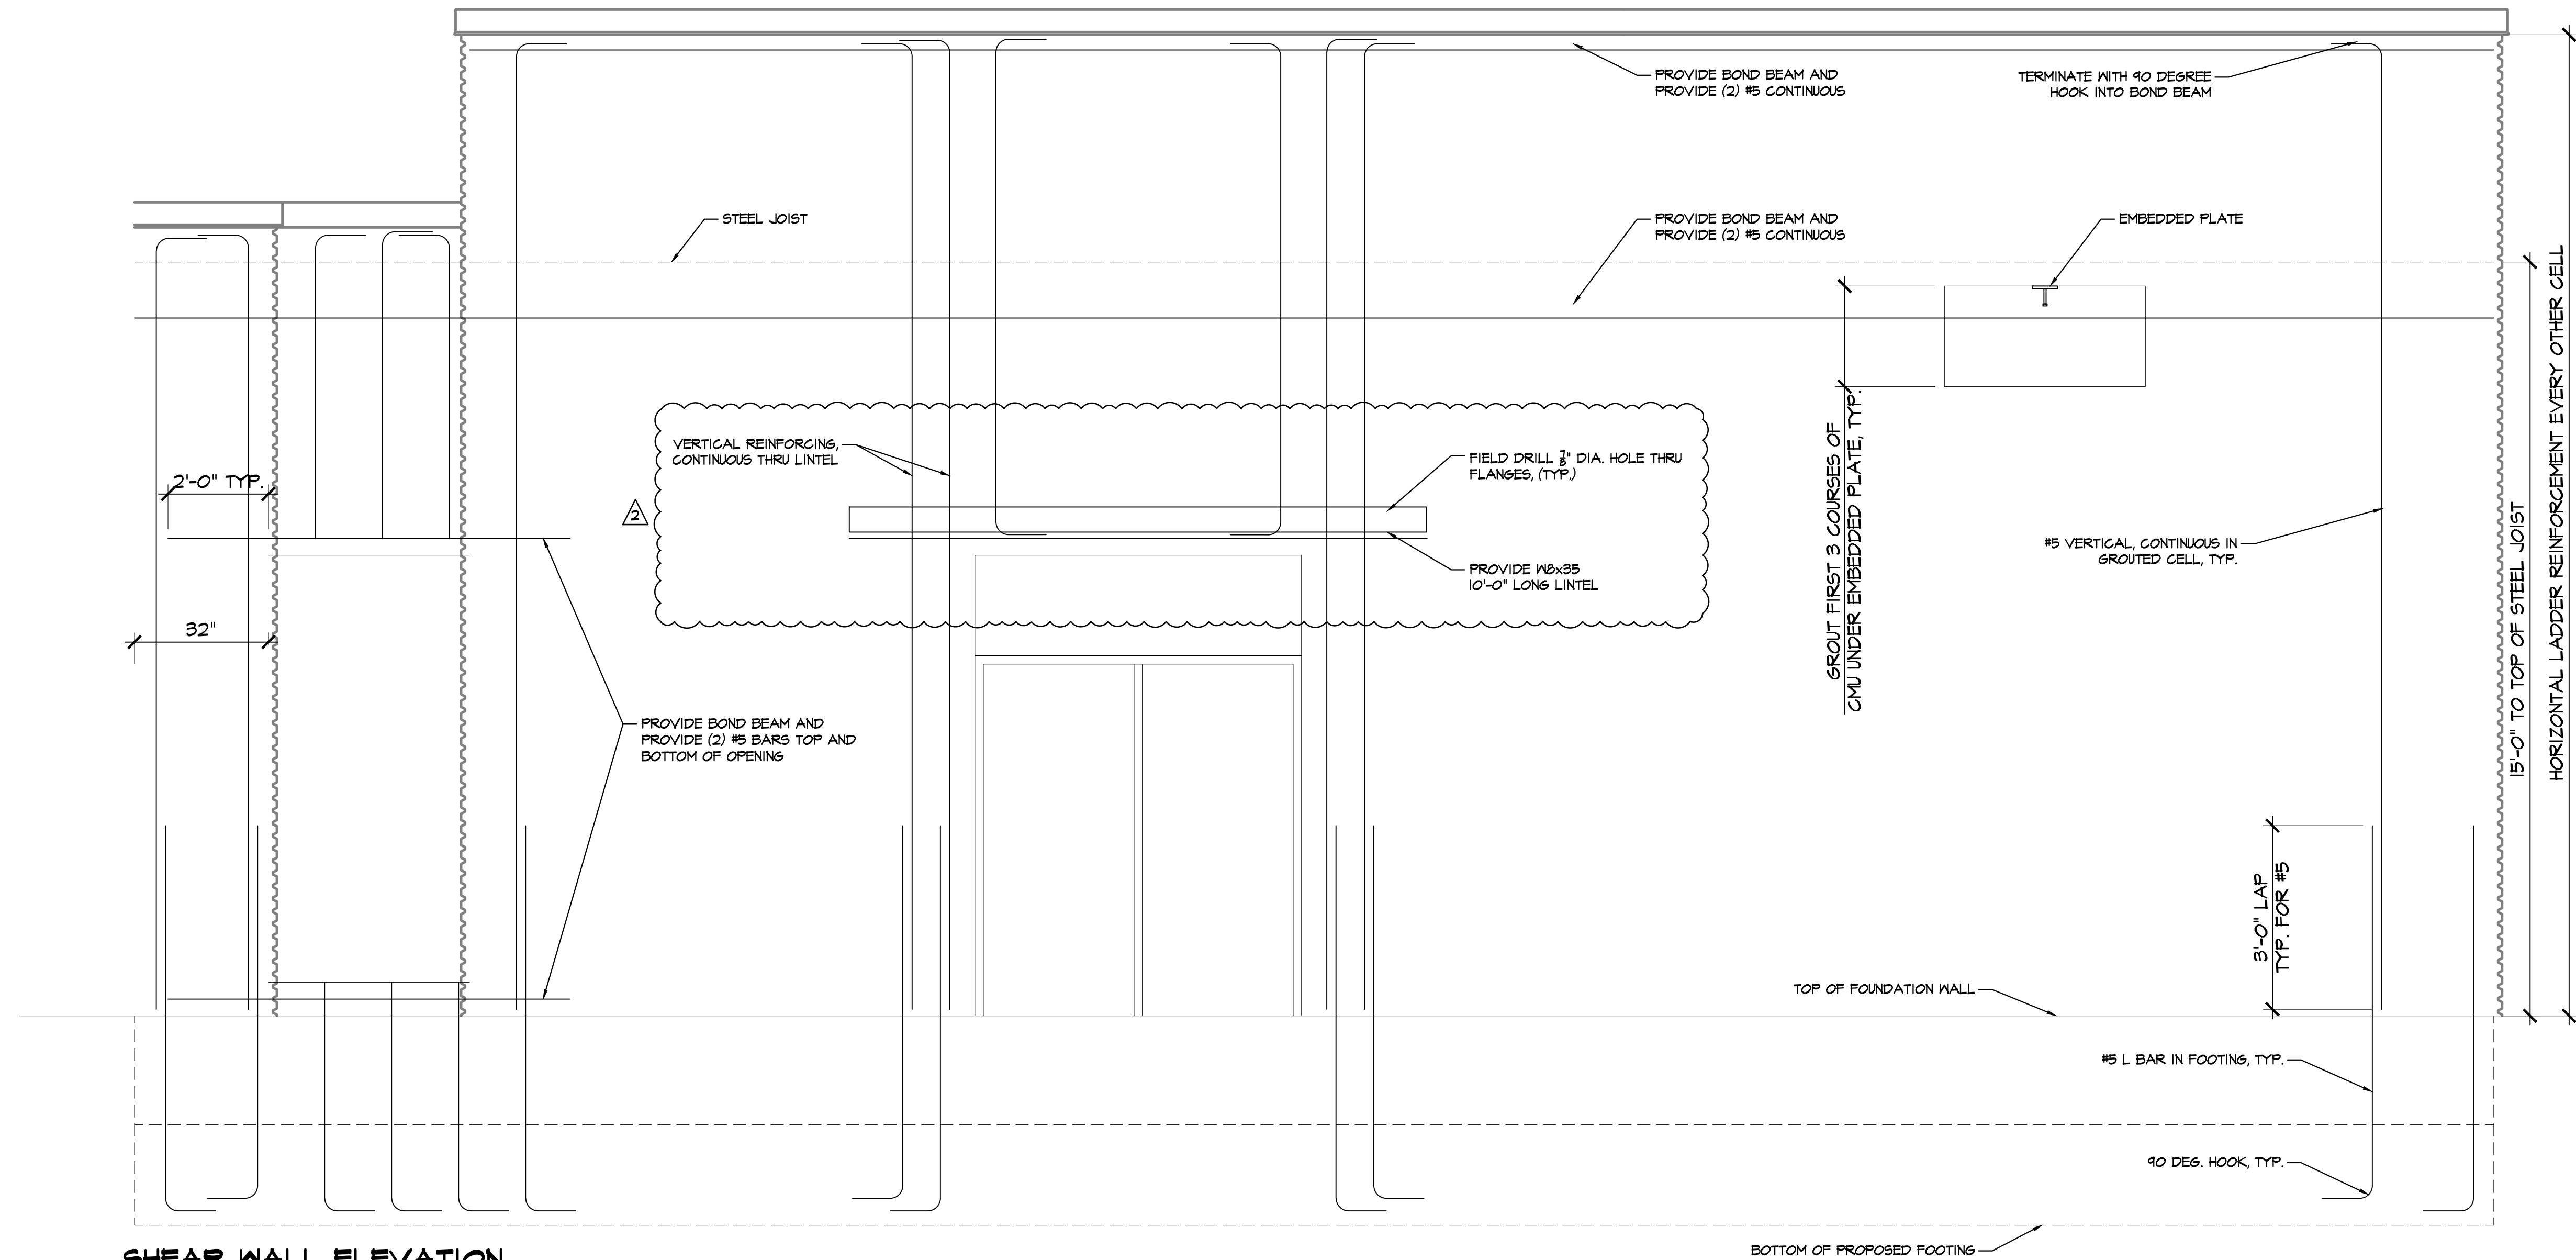 PROVIDE BOND BEAM AND
PROVIDE (2) #5 CONTINUOUS
TERMINATE WITH 90 DEGREE
HOOK INTO BOND BEAM
STEEL JOIST
PROVIDE BOND BEAM AND
PROVIDE (2) #5 CONTINUOUS
EMBEDDED PLATE
VERTICAL REINFORCING,
CONTINUOUS THRU LINTEL
FIELD DRILL 7/8" DIA. HOLE THRU
FLANGES, (TYP.)
2'-0" TYP.
2
PROVIDE W8x35
10'-0" LONG LINTEL
GROUT FIRST 3 COURSES OF
CMU UNDER EMBEDDED PLATE, TYP.
#5 VERTICAL, CONTINUOUS IN
GROUTED CELL, TYP.
15'-0" TO TOP OF STEEL JOIST
HORIZONTAL LADDER REINFORCEMENT EVERY OTHER CELL
32"
PROVIDE BOND BEAM AND
PROVIDE (2) #5 BARS TOP AND
BOTTOM OF OPENING
3'-0" LAP
TYP. FOR #5
TOP OF FOUNDATION WALL
#5 L BAR IN FOOTING, TYP.
90 DEG. HOOK, TYP.
BOTTOM OF PROPOSED FOOTING
SHEAR WALL ELEVATION